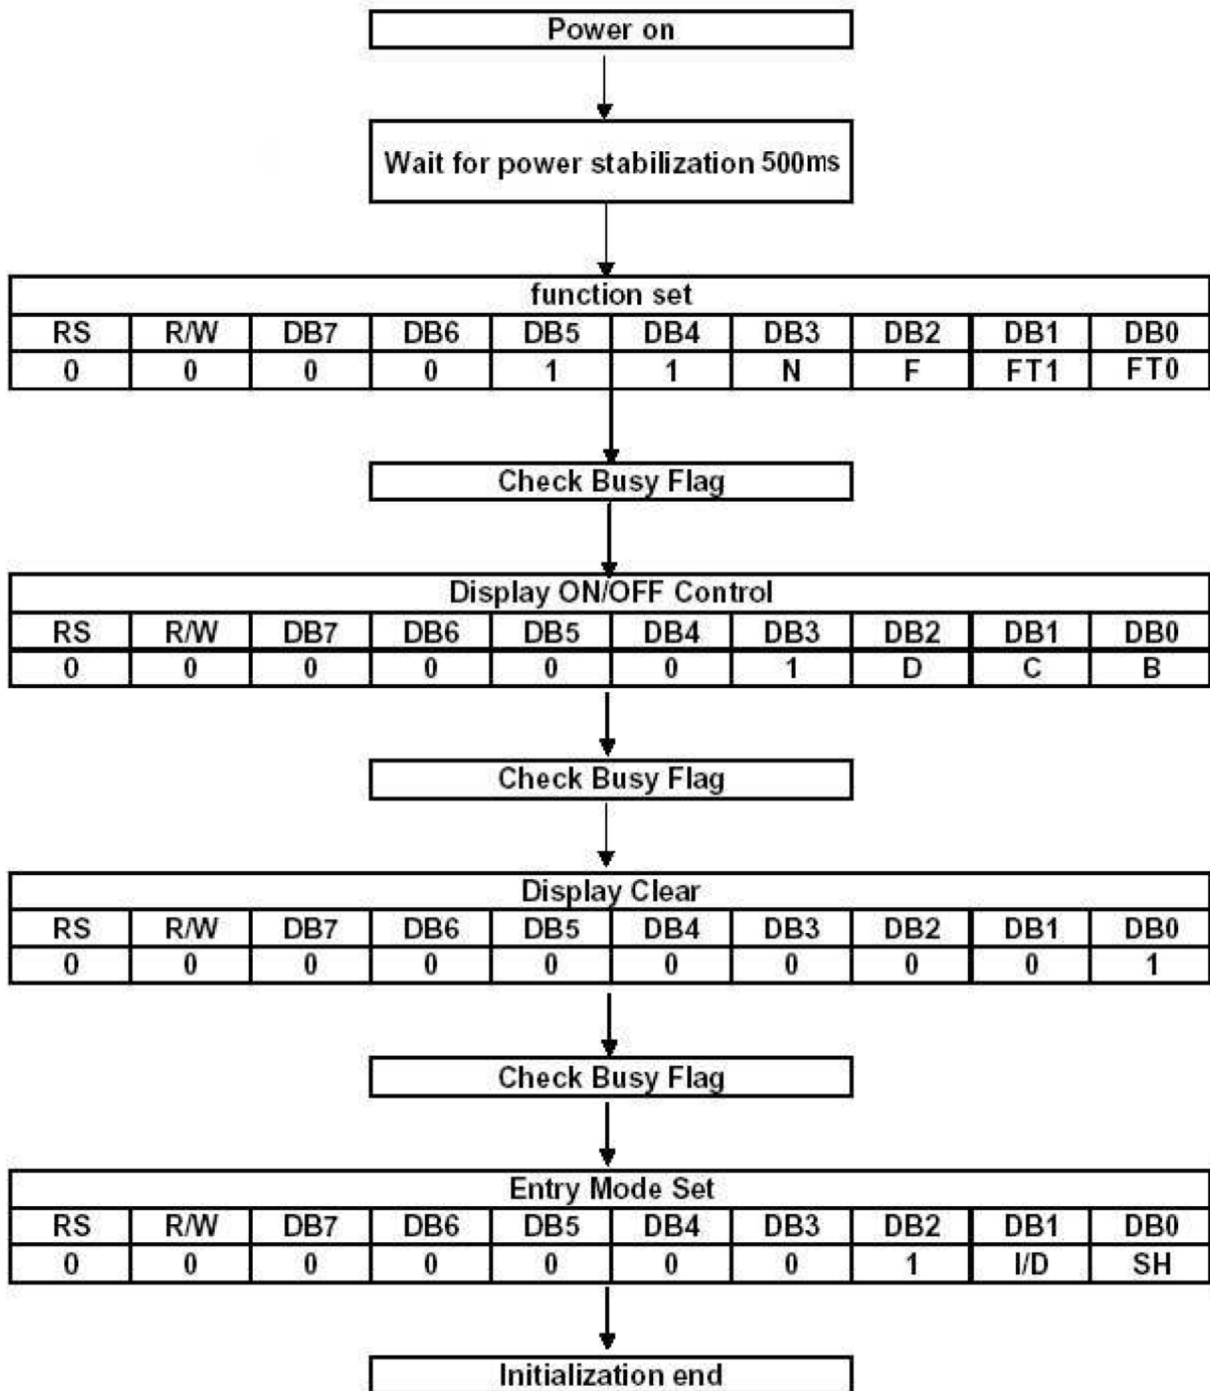 Power on
Wait for power stabilization 500ms
function set
RS R/W DB7 DB6 DB5 DB4 DB3 DB2 DB1 DB0
0 0 0 0 1 1 N F FT1 FT0
Check Busy Flag
Display ON/OFF Control
RS R/W DB7 DB6 DB5 DB4 DB3 DB2 DB1 DB0
0 0 0 0 0 0 1 D C B
Check Busy Flag
Display Clear
RS R/W DB7 DB6 DB5 DB4 DB3 DB2 DB1 DB0
0 0 0 0 0 0 0 0 0 1
Check Busy Flag
Entry Mode Set
RS R/W DB7 DB6 DB5 DB4 DB3 DB2 DB1 DB0
0 0 0 0 0 0 0 1 I/D SH
Initialization end